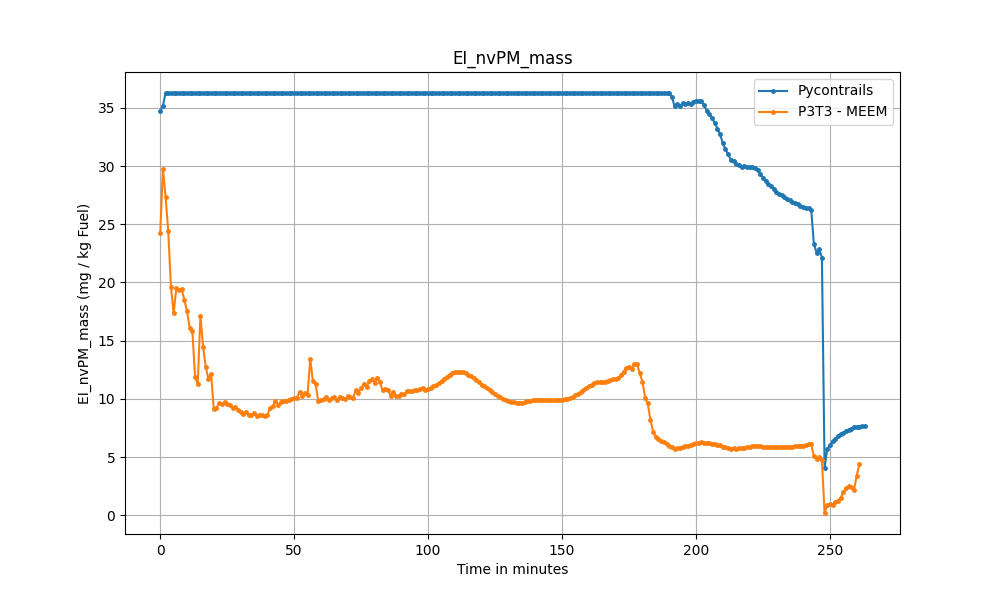 EI_nvPM_mass
Pycontrails
P3T3 - MEEM
EI_nvPM_mass (mg / kg Fuel)
35
30
25
20
15
10
5
0
0 50 100 150 200 250
Time in minutes